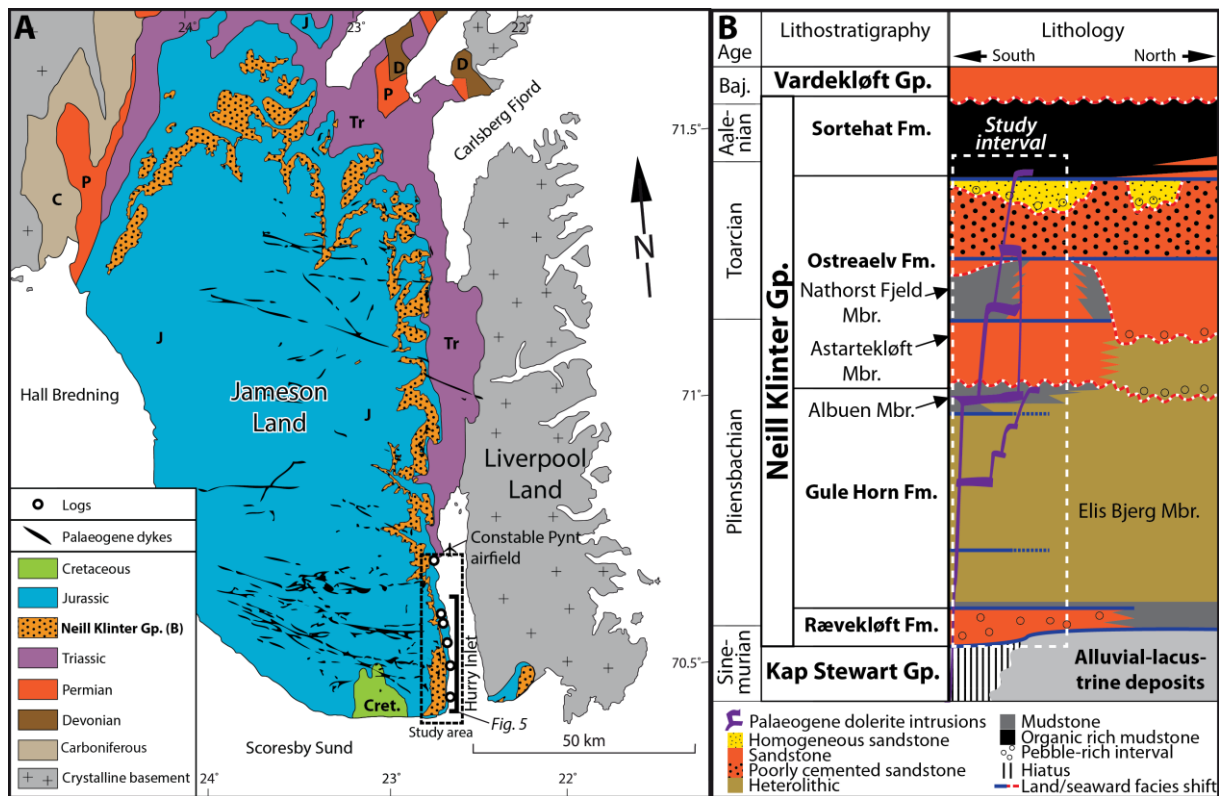 A
24°
23°
22°
J
D
D
P
Tr
Carlsberg Fjord
71.5°
C
P
N
J
Tr
Hall Bredning
Jameson
Land
J
71°
Liverpool
Land
Constable Pynt
airfield
Hurry Inlet
70.5°
Cret.
Fig. 5
Study area
50 km
Scoresby Sund
24°
23°
22°
Logs
Palaeogene dykes
Cretaceous
Jurassic
Neill Klinter Gp. (B)
Triassic
Permian
Devonian
Carboniferous
Crystalline basement
B
Age
Lithostratigraphy
Lithology
South
North
Baj.
Vardekløft Gp.
Aale-
nian
Sortehat Fm.
Study
interval
Toarcian
Neill Klinter Gp.
Ostreaelv Fm.
Nathorst Fjeld
Mbr.
Astartekløft
Mbr.
Pliensbachian
Albuen Mbr.
Gule Horn Fm.
Elis Bjerg Mbr.
Rævekløft Fm.
Sine-
murian
Kap Stewart Gp.
Alluvial-lacus-
trine deposits
Palaeogene dolerite intrusions
Homogeneous sandstone
Sandstone
Poorly cemented sandstone
Heterolithic
Mudstone
Organic rich mudstone
Pebble-rich interval
Hiatus
Land/seaward facies shift